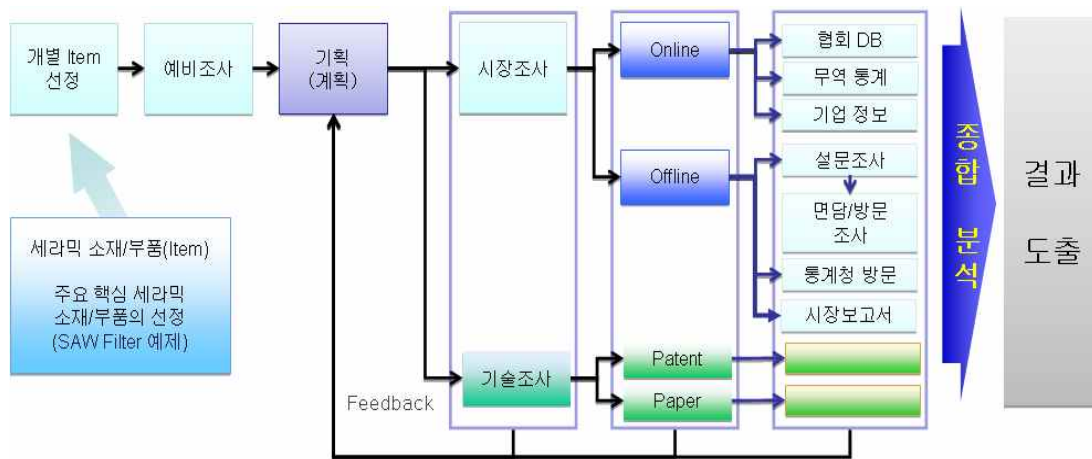 개별 Item
선정
예비조사
기획
(계획)
시장조사
Online
협회 DB
무역 통계
기업 정보
Offline
설문조사
면담/방문
조사
통계청 방문
시장보고서
세라믹 소재/부품(Item)
주요 핵심 세라믹
소재/부품의 선정
(SAW Filter 예제)
기술조사
Patent
Paper
Feedback
종합 분석
결과
도출